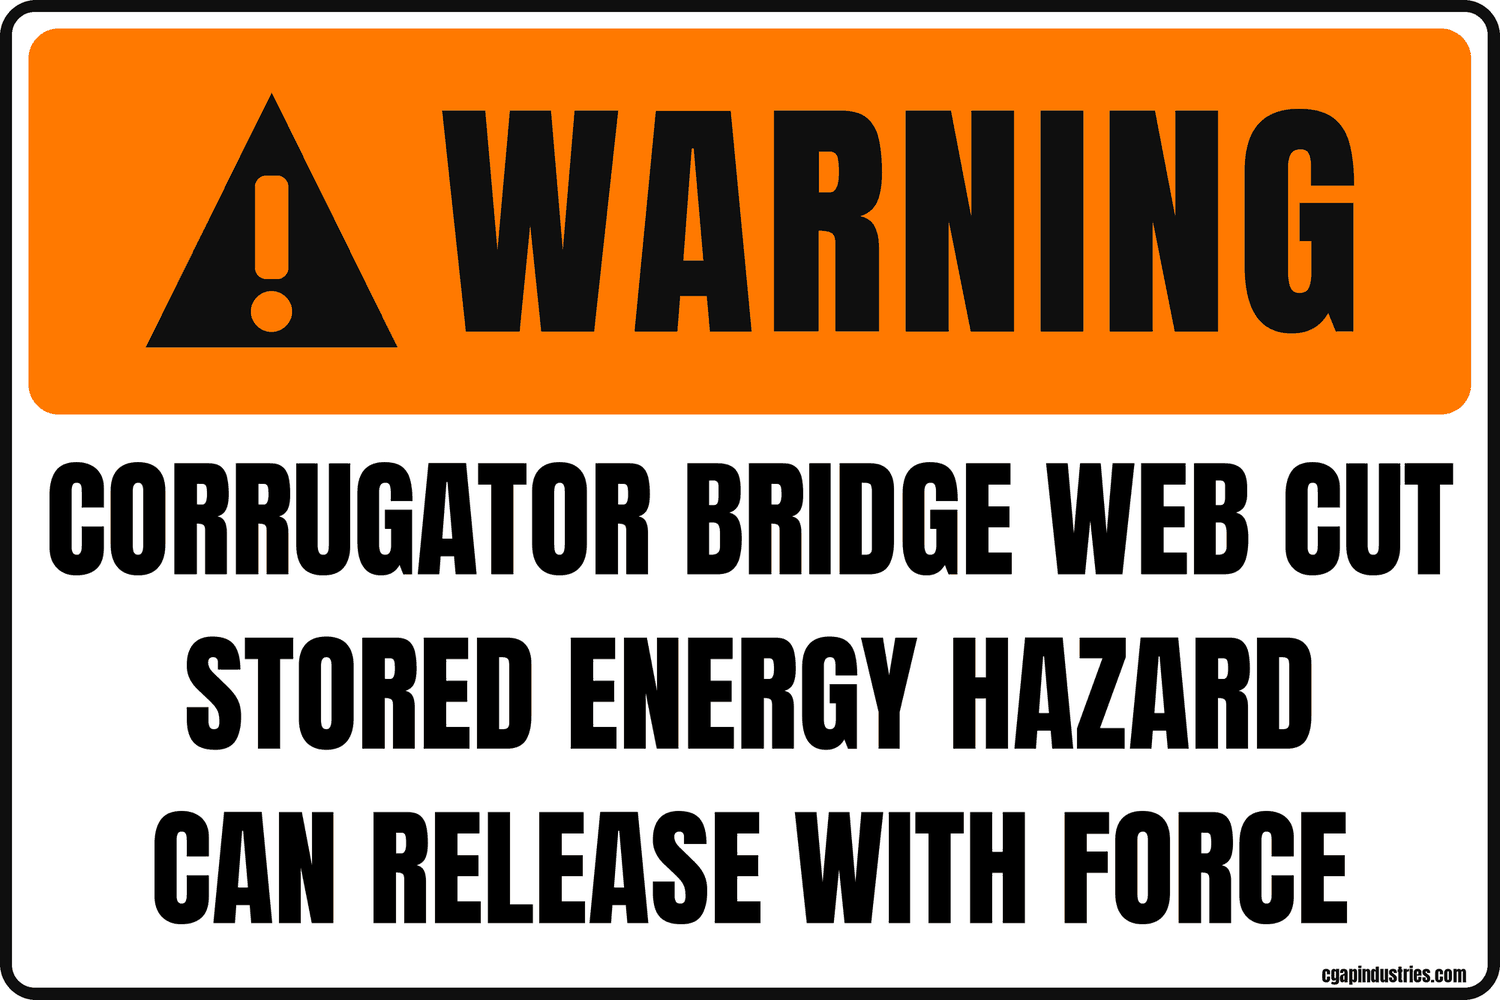 WARNING
CORRUGATOR BRIDGE WEB CUT
STORED ENERGY HAZARD
CAN RELEASE WITH FORCE
cgapindustries.com